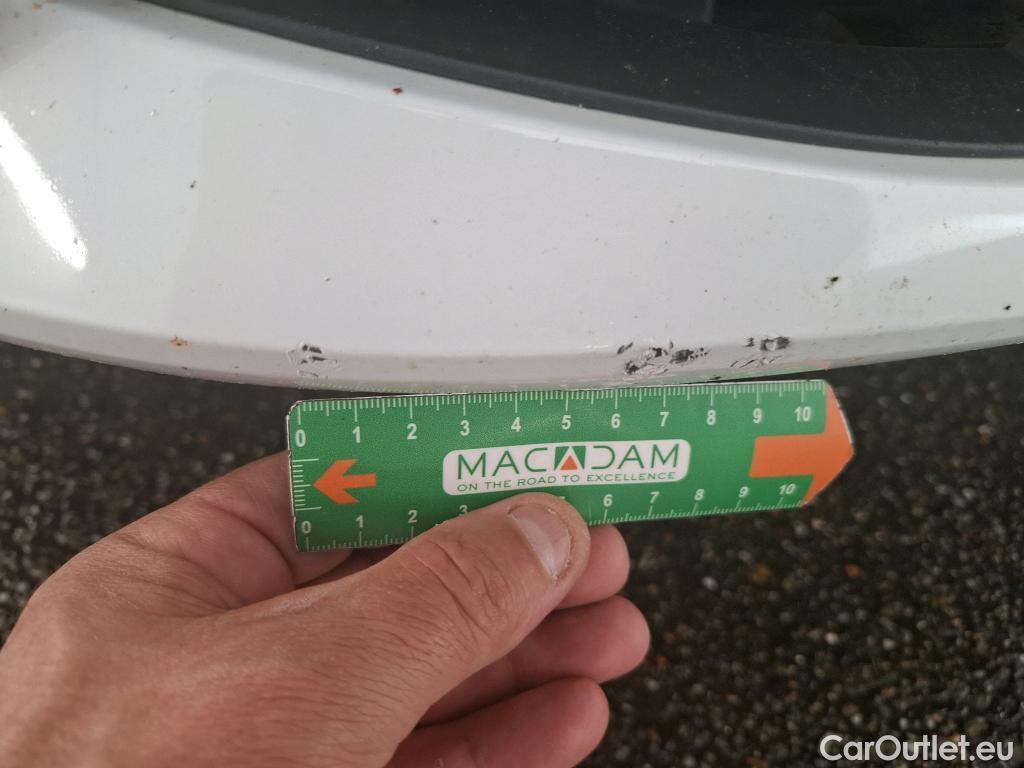 0 1 2 3 4 5 6 7 8 9 10
MACADAM
ON THE ROAD TO EXCELLENCE
0 1 2 3 6 7 8 9 10
CarOutlet.eu